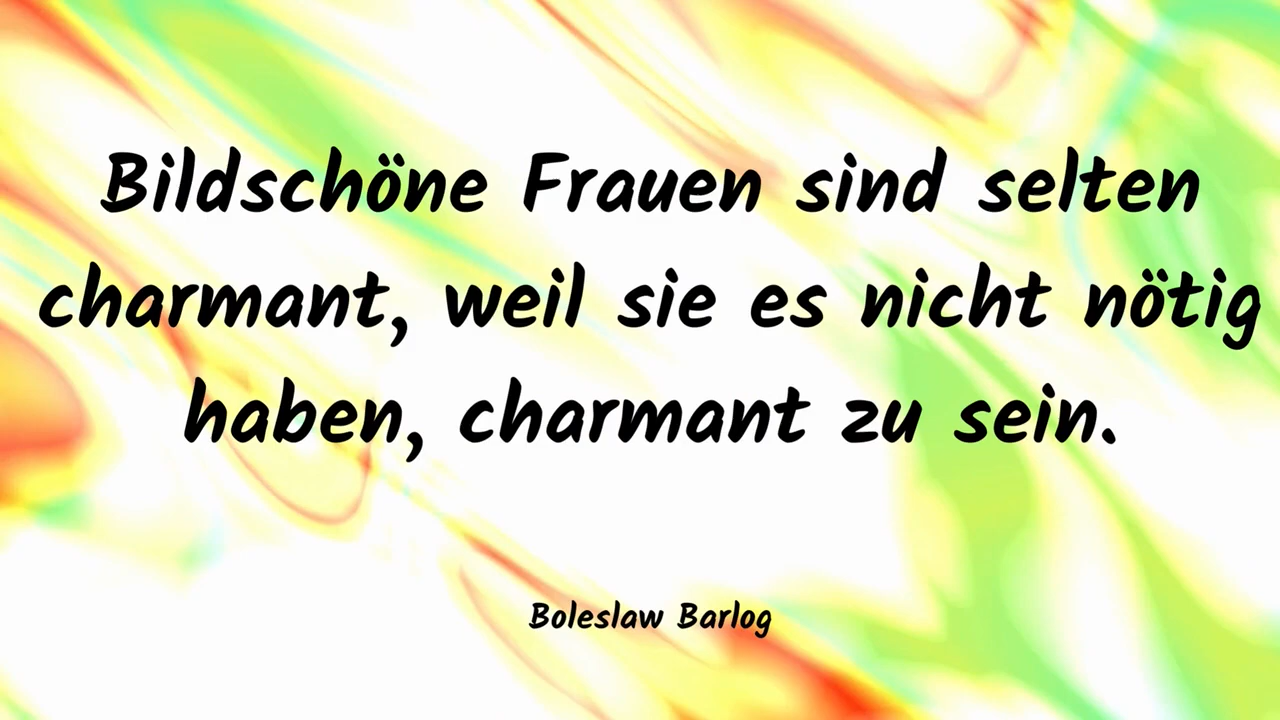 Bildschöne Frauen sind selten
charmant, weil sie es nicht nötig
haben, charmant zu sein.
Boleslaw Barlog